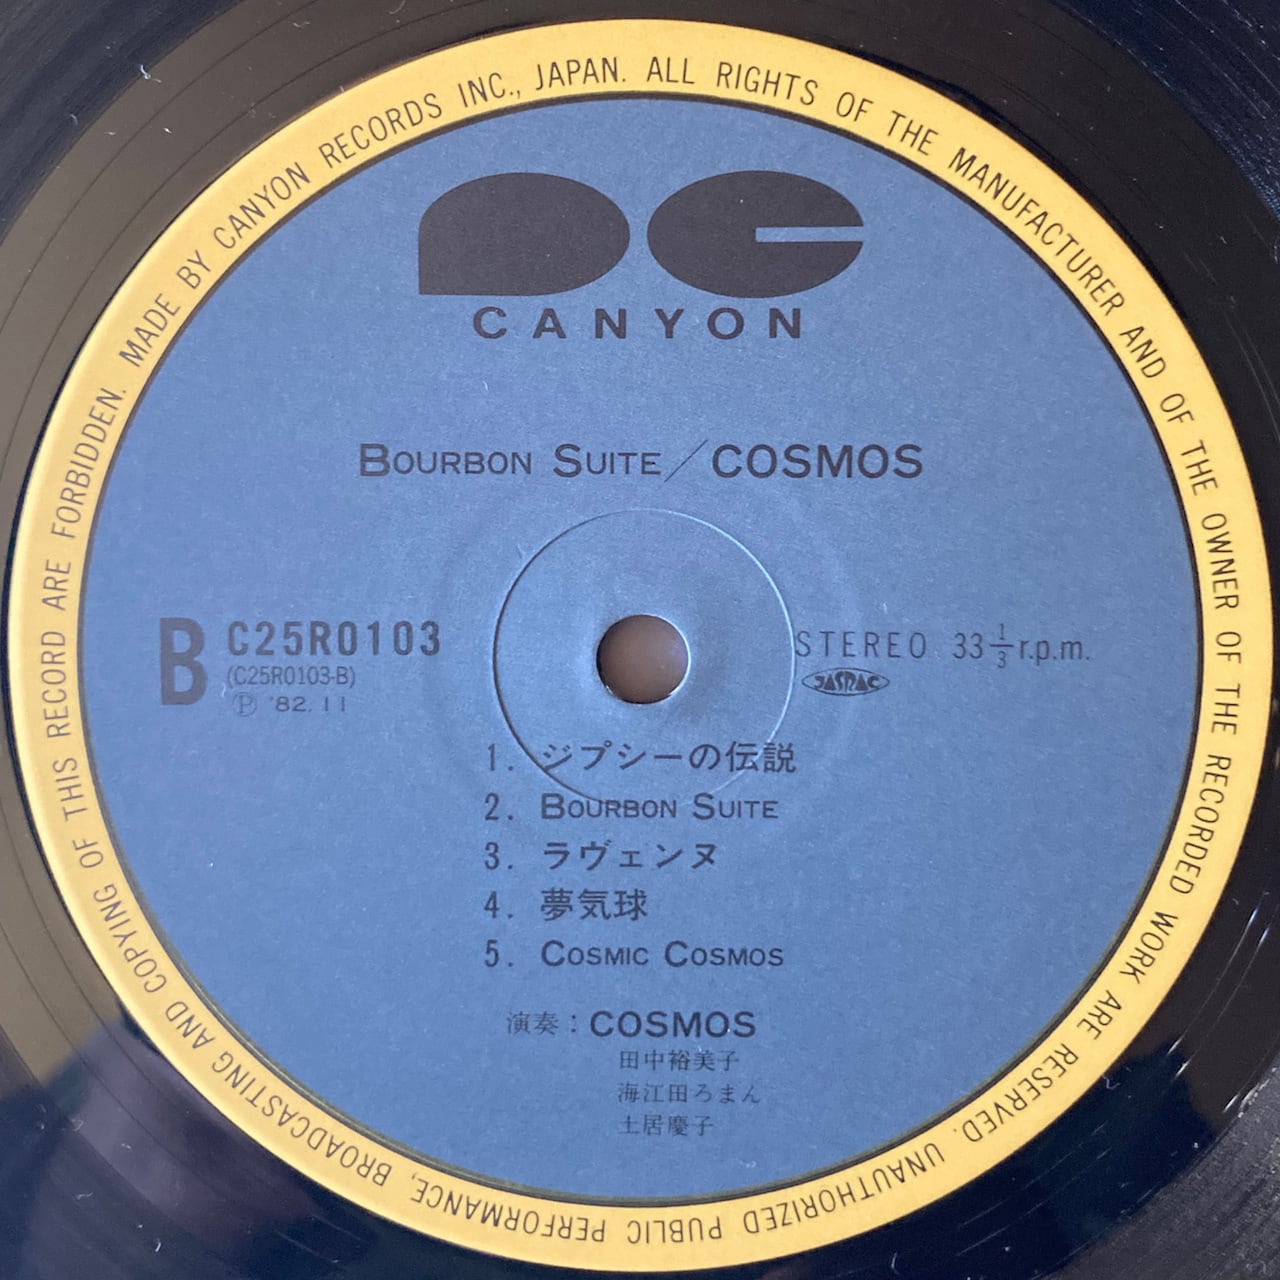 MADE BY CANYON RECORDS INC., JAPAN. ALL RIGHTS OF THE MANUFACTURER AND OF THE OWNER OF THE RECORDED WORK ARE RESERVED. UNAUTHORIZED PUBLIC PERFORMANCE, BROADCASTING AND COPYING OF THIS RECORD ARE FORBIDDEN.
PC
CANYON
BOURBON SUITE/COSMOS
B C25R0103
(C25R0103-B)
Ⓟ '82.11
STEREO 33 1/3 r.p.m.
JASRAC
1. ジプシーの伝説
2. BOURBON SUITE
3. ラヴェンヌ
4. 夢気球
5. COSMIC COSMOS
演奏:COSMOS
田中裕美子
海江田ろまん
土居慶子